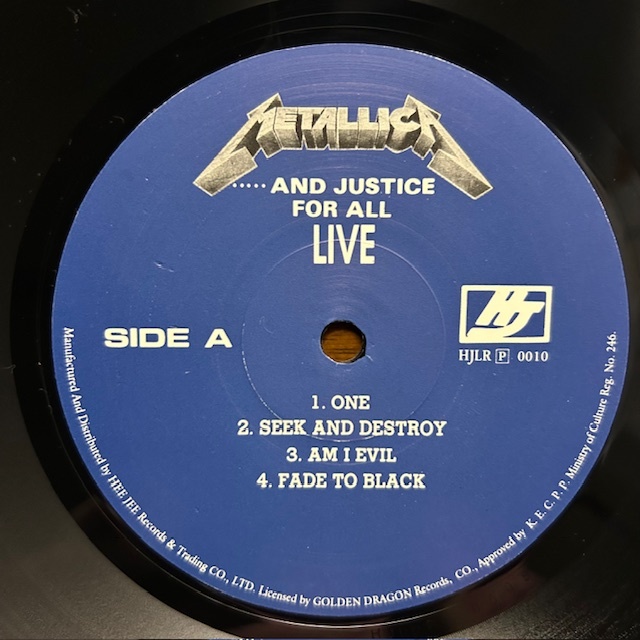 METALLICA
..... AND JUSTICE
FOR ALL
LIVE
SIDE A
HJ
HJLR P 0010
1. ONE
2. SEEK AND DESTROY
3. AM I EVIL
4. FADE TO BLACK
Manufactured And Distributed by HEE JEE Records & Trading CO., LTD. Licensed by GOLDEN DRAGON Records, CO., Approved by K. E. C. P. P. Ministry of Culture Reg. No. 246.